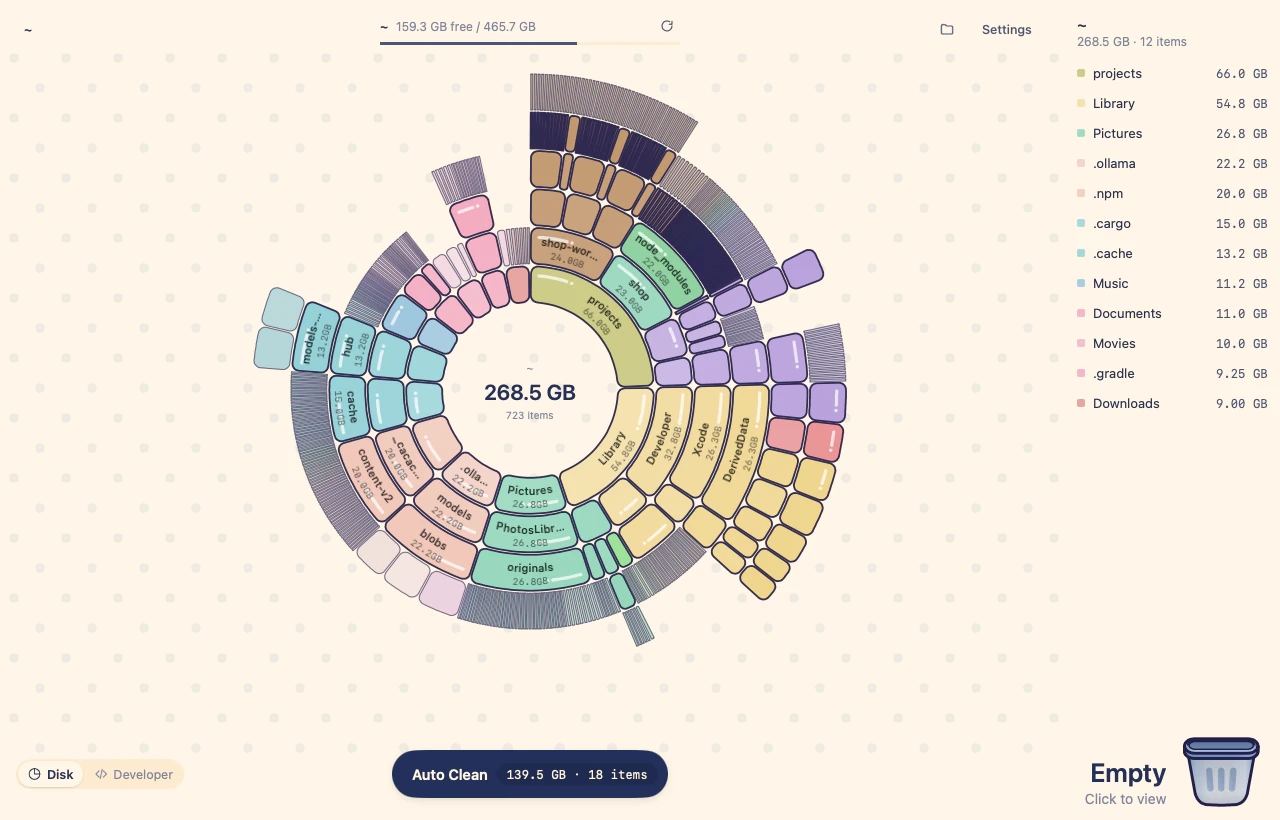 ~
~ 159.3 GB free / 465.7 GB
Settings
~
268.5 GB · 12 items
projects 66.0 GB
Library 54.8 GB
Pictures 26.8 GB
.ollama 22.2 GB
.npm 20.0 GB
.cargo 15.0 GB
.cache 13.2 GB
Music 11.2 GB
Documents 11.0 GB
Movies 10.0 GB
.gradle 9.25 GB
Downloads 9.00 GB
shop-wor...
24.0GB
node_modules
22.0GB
shop
23.0GB
projects
66.0GB
models-...
13.2GB
hub
13.2GB
cache
15.0GB
~
268.5 GB
723 items
Library
54.8GB
Developer
32.8GB
Xcode
26.3GB
DerivedData
26.3GB
_cacac...
20.0GB
content-v2
20.0GB
.olla...
22.2GB
models
22.2GB
blobs
22.2GB
Pictures
26.8GB
PhotosLibr...
26.8GB
originals
26.8GB
Disk
Developer
Auto Clean 139.5 GB · 18 items
Empty
Click to view